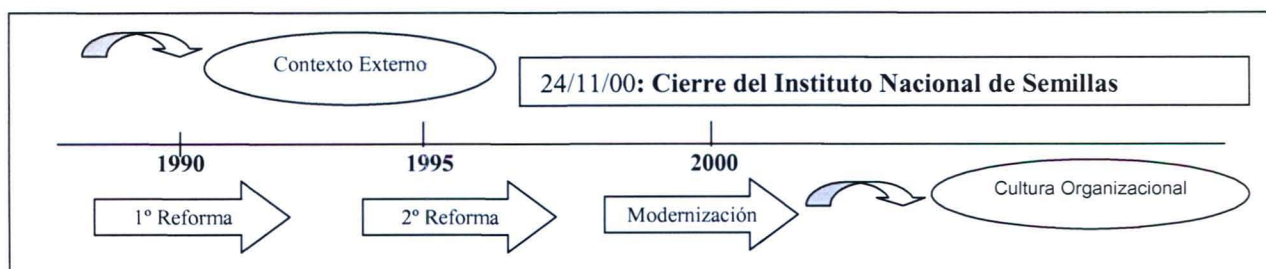 Contexto Externo
24/11/00: Cierre del Instituto Nacional de Semillas
1990
1995
2000
1º Reforma
2º Reforma
Modernización
Cultura Organizacional